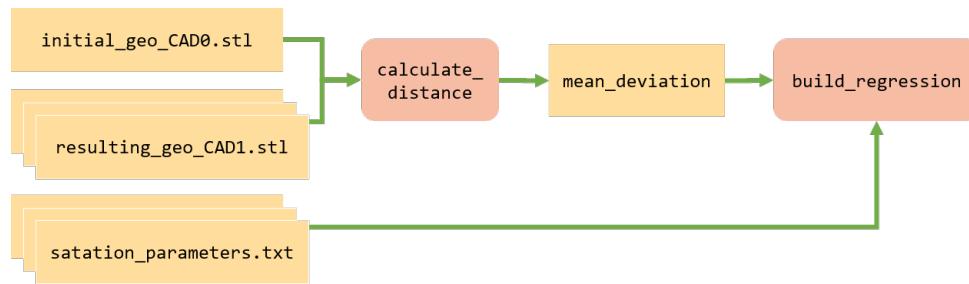 initial_geo_CAD0.stl
calculate_
distance
mean_deviation
build_regression
resulting_geo_CAD1.stl
satation_parameters.txt